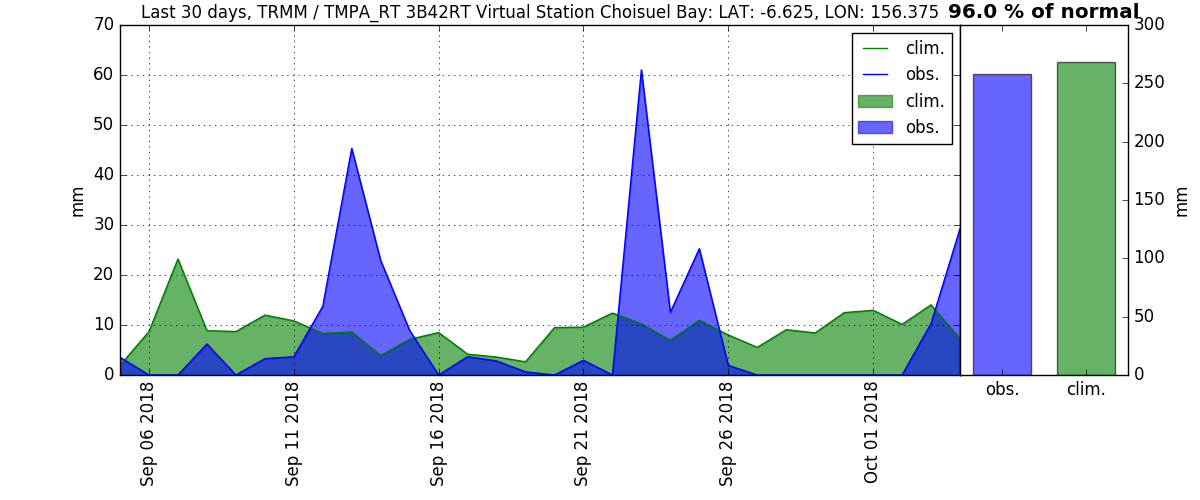 Last 30 days, TRMM / TMPA_RT 3B42RT Virtual Station Choisuel Bay: LAT: -6.625, LON: 156.375
96.0 % of normal
70
60
50
40
30
20
10
0
mm
clim.
obs.
clim.
obs.
300
250
200
150
100
50
0
mm
obs.
clim.
Sep 06 2018
Sep 11 2018
Sep 16 2018
Sep 21 2018
Sep 26 2018
Oct 01 2018